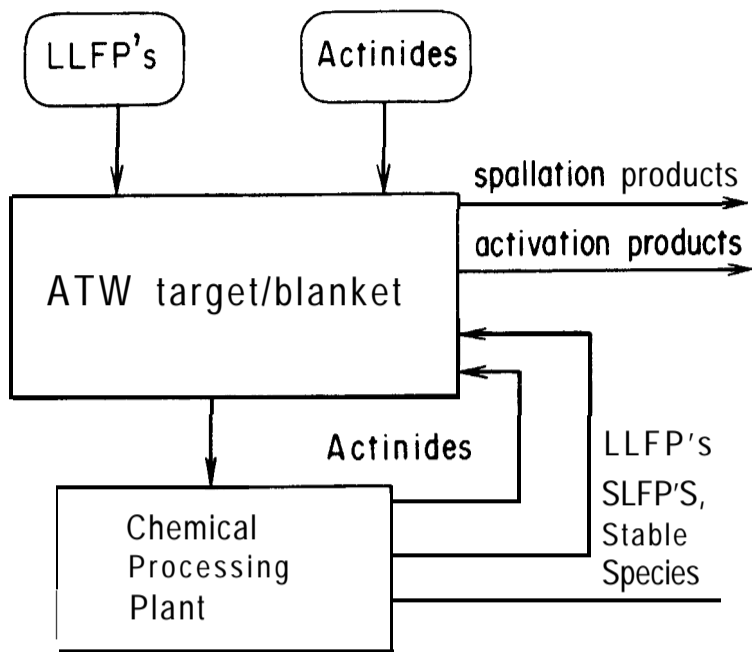 LLFP's
Actinides
spallation products
activation products
ATW target/blanket
Actinides
LLFP's
SLFP'S,
Stable
Species
Chemical
Processing
Plant